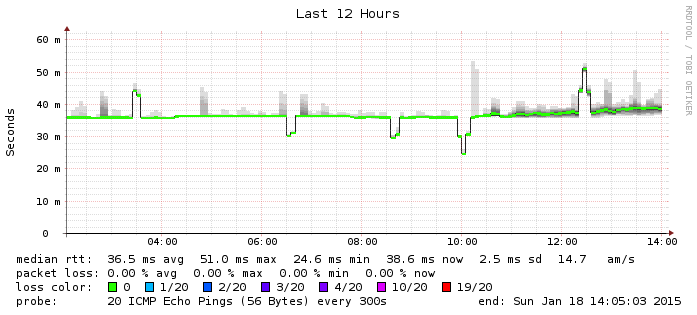 Last 12 Hours
RRDTOOL / TOBI OETIKER
60 m
50 m
40 m
30 m
20 m
10 m
0
Seconds
04:00 06:00 08:00 10:00 12:00 14:00
median rtt: 36.5 ms avg 51.0 ms max 24.6 ms min 38.6 ms now 2.5 ms sd 14.7 am/s
packet loss: 0.00 % avg 0.00 % max 0.00 % min 0.00 % now
loss color: 0 1/20 2/20 3/20 4/20 10/20 19/20
probe: 20 ICMP Echo Pings (56 Bytes) every 300s end: Sun Jan 18 14:05:03 2015